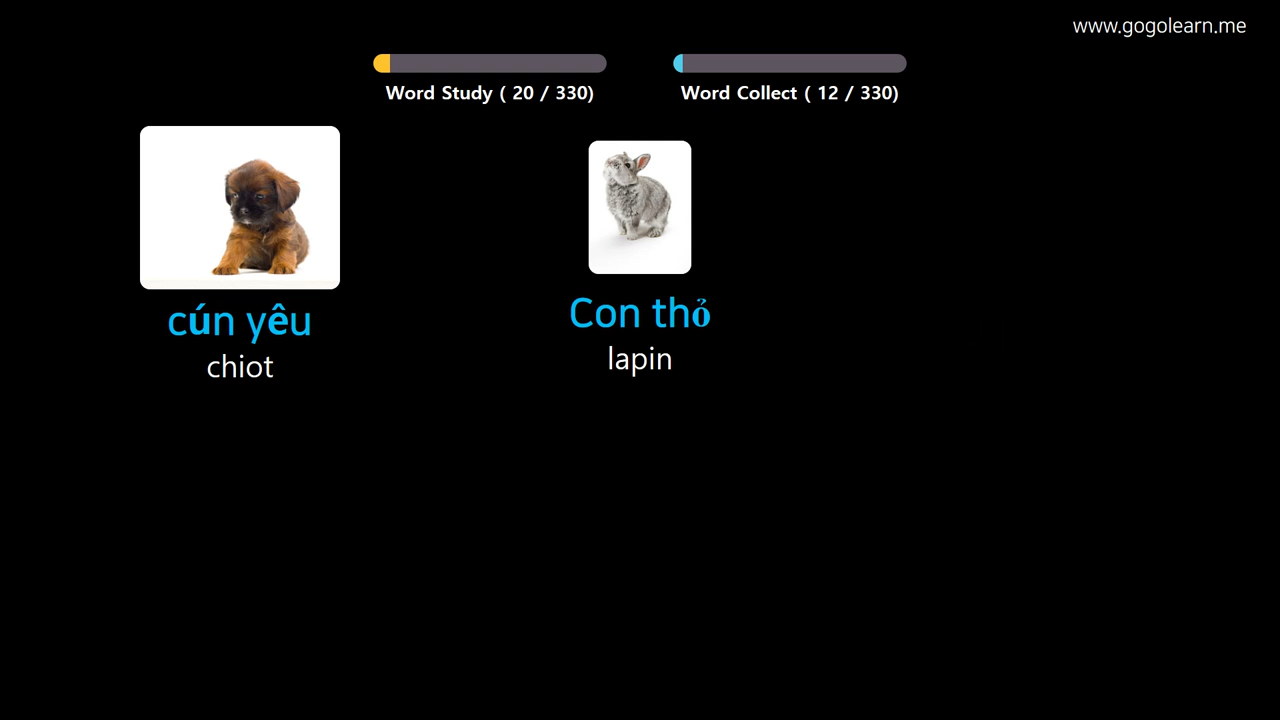 www.gogolearn.me
Word Study ( 20 / 330)
Word Collect ( 12 / 330)
cún yêu
chiot
Con thỏ
lapin